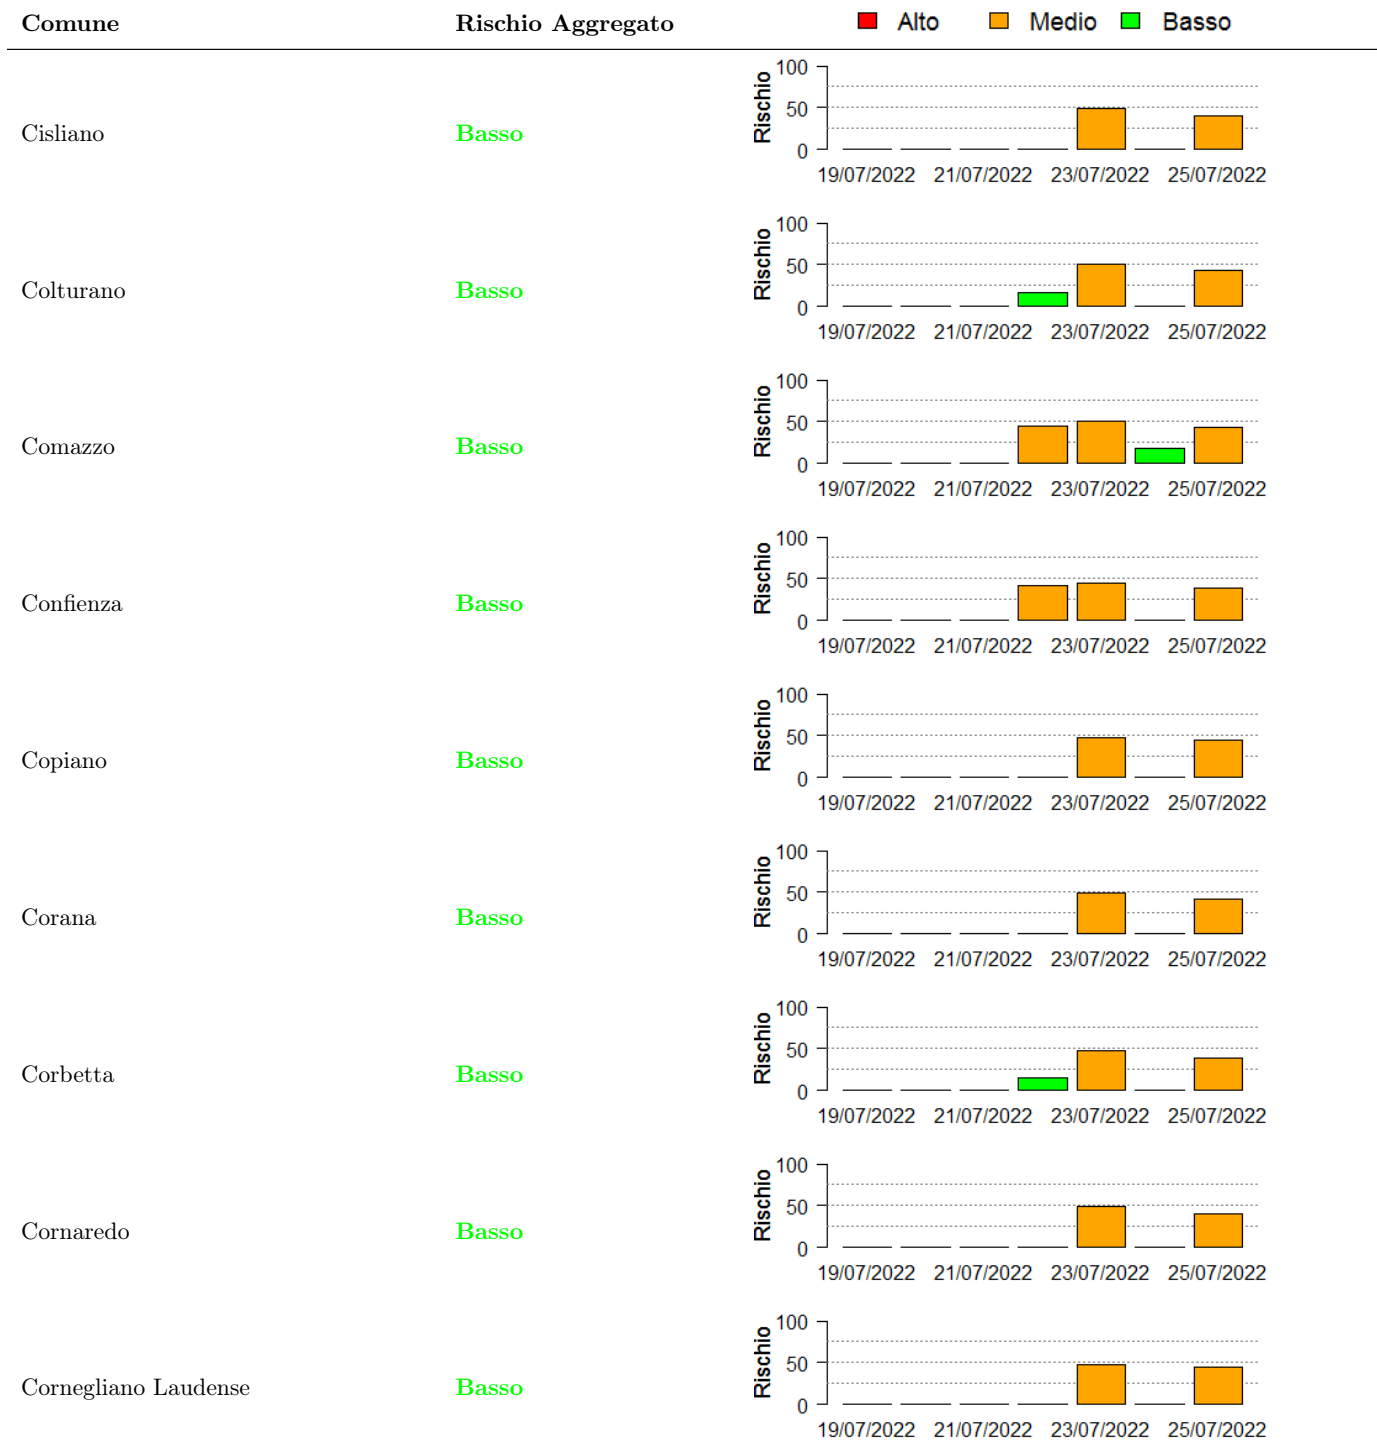 Comune Rischio Aggregato Alto Medio Basso
100
50
0
Rischio
Cisliano Basso
19/07/2022 21/07/2022 23/07/2022 25/07/2022
100
50
0
Rischio
Colturano Basso
19/07/2022 21/07/2022 23/07/2022 25/07/2022
100
50
0
Rischio
Comazzo Basso
19/07/2022 21/07/2022 23/07/2022 25/07/2022
100
50
0
Rischio
Confienza Basso
19/07/2022 21/07/2022 23/07/2022 25/07/2022
100
50
0
Rischio
Copiano Basso
19/07/2022 21/07/2022 23/07/2022 25/07/2022
100
50
0
Rischio
Corana Basso
19/07/2022 21/07/2022 23/07/2022 25/07/2022
100
50
0
Rischio
Corbetta Basso
19/07/2022 21/07/2022 23/07/2022 25/07/2022
100
50
0
Rischio
Cornaredo Basso
19/07/2022 21/07/2022 23/07/2022 25/07/2022
100
50
0
Rischio
Cornegliano Laudense Basso
19/07/2022 21/07/2022 23/07/2022 25/07/2022